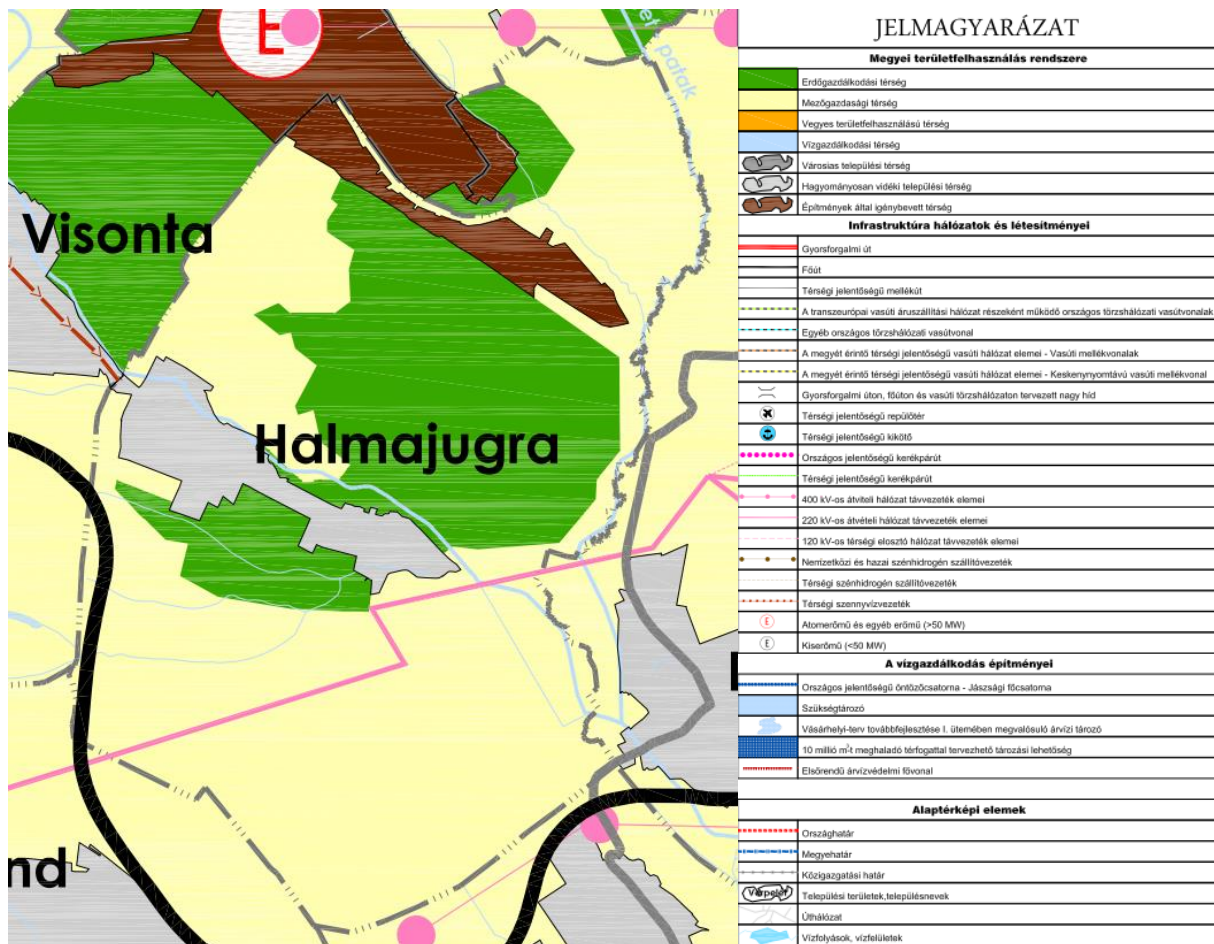 E
et patak
Visonta
Halmajugra
nd
JELMAGYARÁZAT
Megyei területfelhasználás rendszere
Erdőgazdálkodási térség
Mezőgazdasági térség
Vegyes területfelhasználású térség
Vízgazdálkodási térség
Városias települési térség
Hagyományosan vidéki települési térség
Építmények által igénybevett térség
Infrastruktúra hálózatok és létesítményei
Gyorsforgalmi út
Főút
Térségi jelentőségű mellékút
A transzeurópai vasúti áruszállítási hálózat részeként működő országos törzshálózati vasútvonalak
Egyéb országos törzshálózati vasútvonal
A megyét érintő térségi jelentőségű vasúti hálózat elemei - Vasúti mellékvonalak
A megyét érintő térségi jelentőségű vasúti hálózat elemei - Keskenynyomtávú vasúti mellékvonal
Gyorsforgalmi úton, főúton és vasúti törzshálózaton tervezett nagy híd
Térségi jelentőségű repülőtér
Térségi jelentőségű kikötő
Országos jelentőségű kerékpárút
Térségi jelentőségű kerékpárút
400 kV-os átviteli hálózat távvezeték elemei
220 kV-os átvételi hálózat távvezeték elemei
120 kV-os térségi elosztó hálózat távvezeték elemei
Nemzetközi és hazai szénhidrogén szállítóvezeték
Térségi szénhidrogén szállítóvezeték
Térségi szennyvízvezeték
E Atomerőmű és egyéb erőmű (>50 MW)
E Kiserőmű (<50 MW)
A vízgazdálkodás építményei
Országos jelentőségű öntözőcsatorna - Jászsági főcsatorna
Szükségtározó
Vásárhelyi-terv továbbfejlesztése I. ütemében megvalósuló árvízi tározó
10 millió m³-t meghaladó térfogattal tervezhető tározási lehetőség
Elsőrendű árvízvédelmi fővonal
Alaptérképi elemek
Országhatár
Megyehatár
Közigazgatási határ
Települési területek,településnevek
Úthálózat
Vízfolyások, vízfelületek